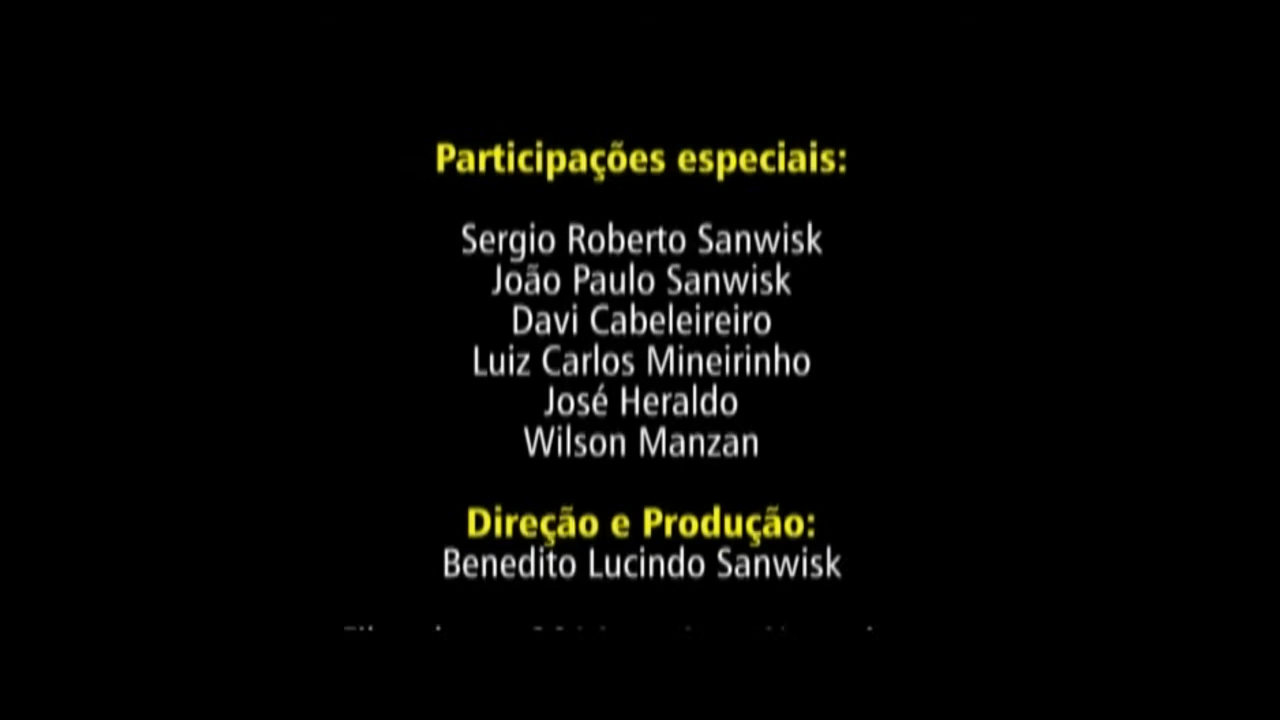 Participações especiais:
Sergio Roberto Sanwisk
João Paulo Sanwisk
Davi Cabeleireiro
Luiz Carlos Mineirinho
José Heraldo
Wilson Manzan
Direção e Produção:
Benedito Lucindo Sanwisk